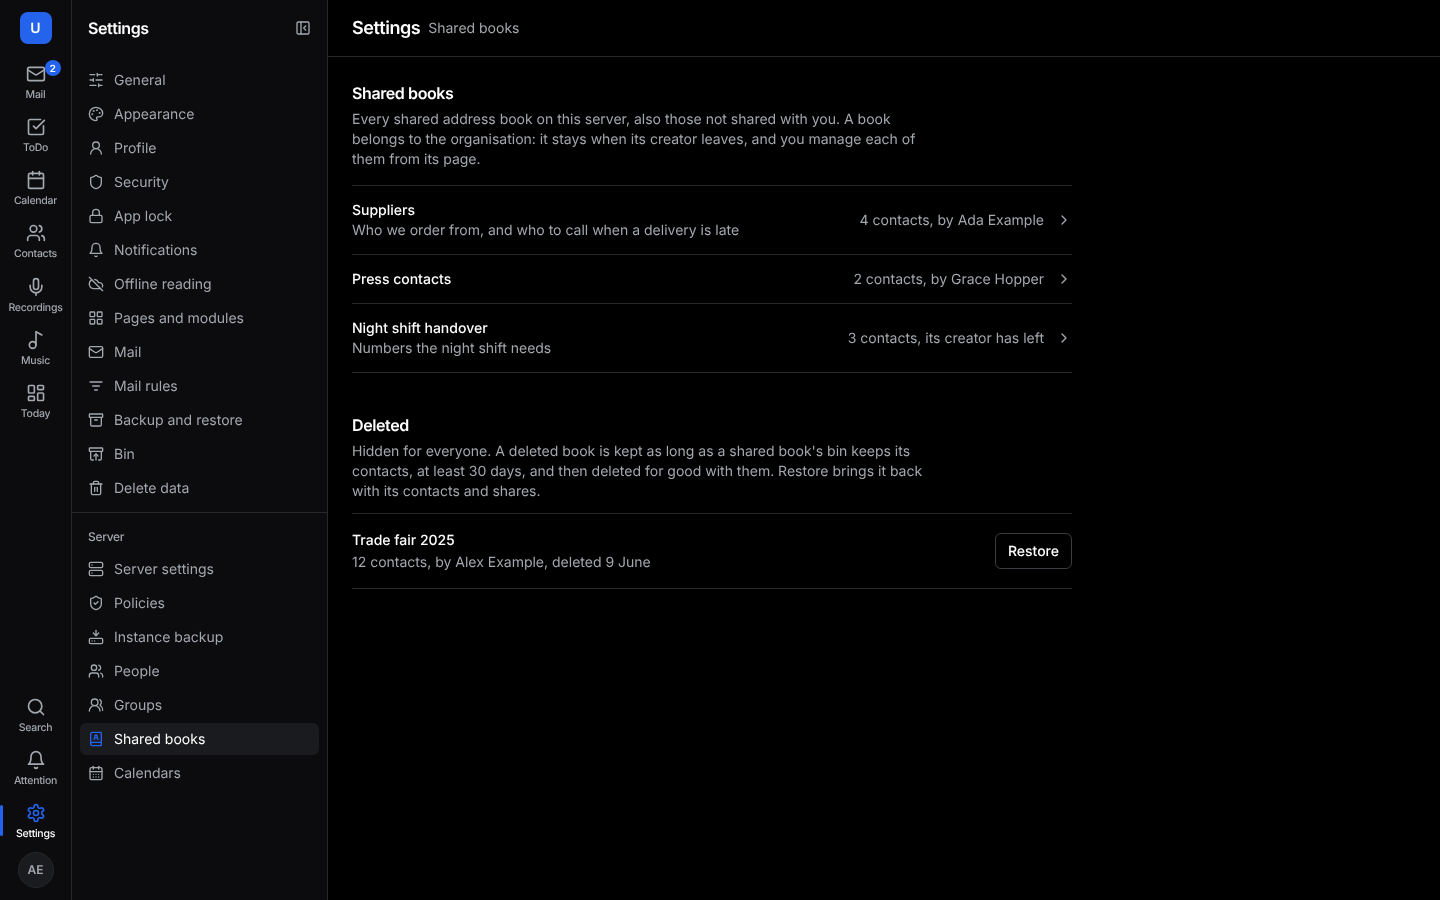 U
Mail
2
ToDo
Calendar
Contacts
Recordings
Music
Today
Search
Attention
Settings
AE
Settings
General
Appearance
Profile
Security
App lock
Notifications
Offline reading
Pages and modules
Mail
Mail rules
Backup and restore
Bin
Delete data
Server
Server settings
Policies
Instance backup
People
Groups
Shared books
Calendars
Settings Shared books
Shared books
Every shared address book on this server, also those not shared with you. A book
belongs to the organisation: it stays when its creator leaves, and you manage each of
them from its page.
Suppliers
Who we order from, and who to call when a delivery is late
4 contacts, by Ada Example
Press contacts
2 contacts, by Grace Hopper
Night shift handover
Numbers the night shift needs
3 contacts, its creator has left
Deleted
Hidden for everyone. A deleted book is kept as long as a shared book's bin keeps its
contacts, at least 30 days, and then deleted for good with them. Restore brings it back
with its contacts and shares.
Trade fair 2025
12 contacts, by Alex Example, deleted 9 June
Restore